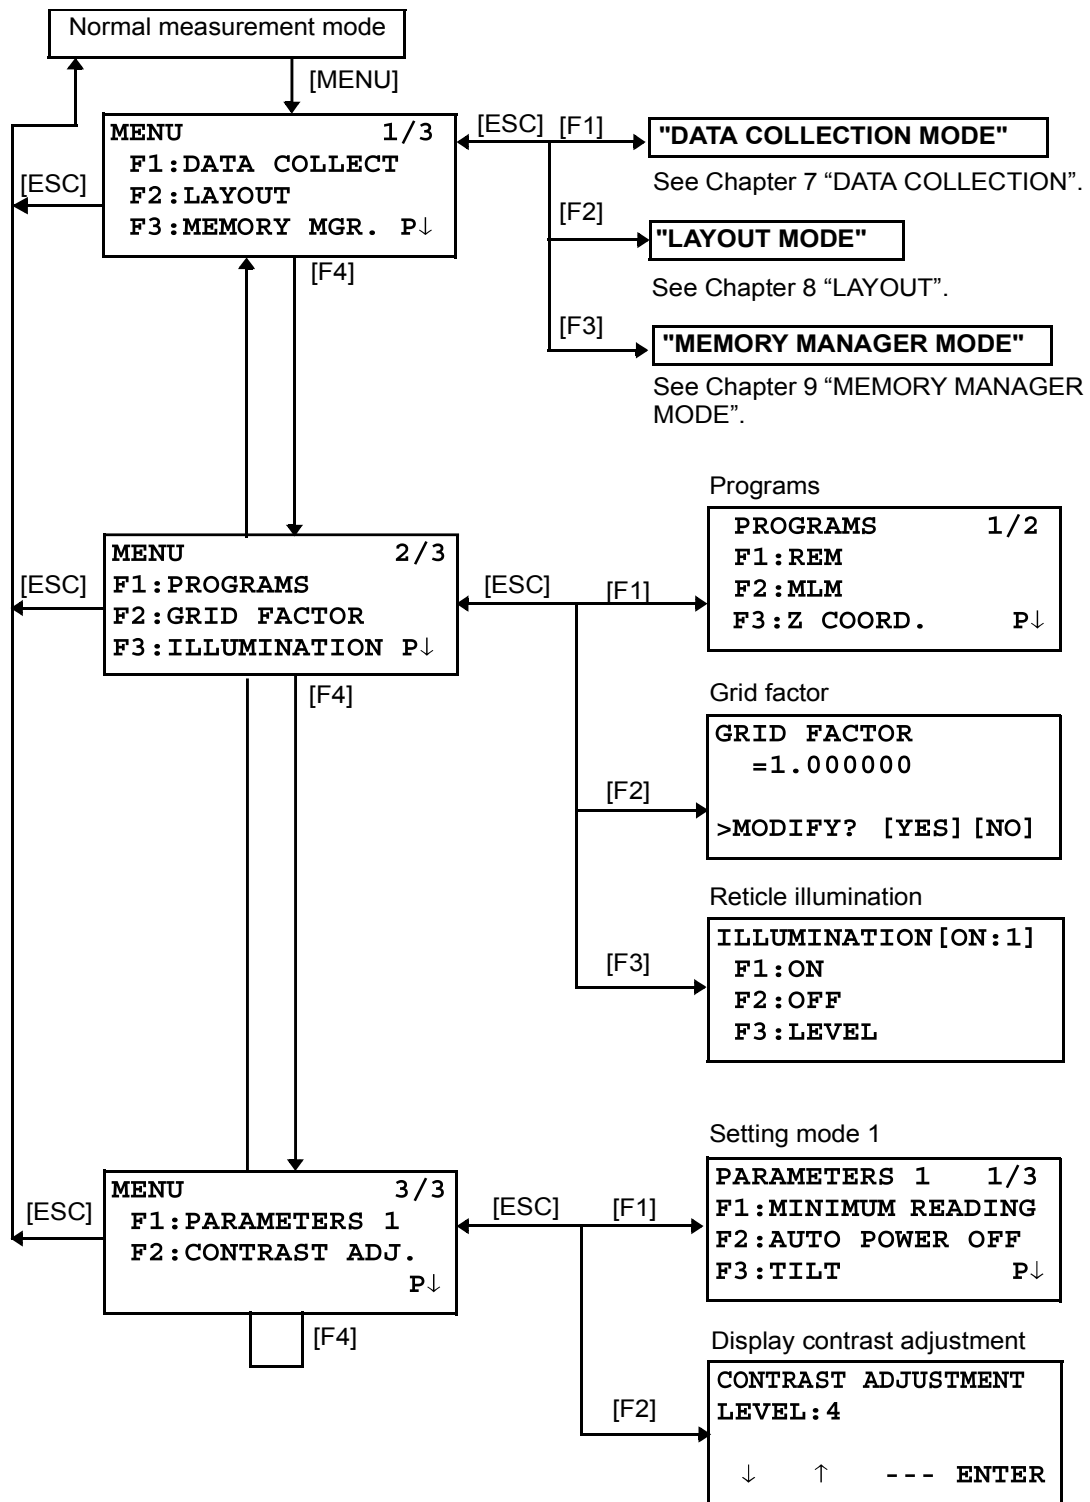 Normal measurement mode
[MENU]
MENU 1/3
F1:DATA COLLECT
F2:LAYOUT
F3:MEMORY MGR. P↓
[ESC]
[ESC] [F1]
"DATA COLLECTION MODE"
See Chapter 7 “DATA COLLECTION”.
[F2]
"LAYOUT MODE"
See Chapter 8 “LAYOUT”.
[F3]
"MEMORY MANAGER MODE"
See Chapter 9 “MEMORY MANAGER
MODE”.
[F4]
MENU 2/3
F1:PROGRAMS
F2:GRID FACTOR
F3:ILLUMINATION P↓
[ESC]
[ESC]
[F1]
Programs
PROGRAMS 1/2
F1:REM
F2:MLM
F3:Z COORD. P↓
[F2]
Grid factor
GRID FACTOR
=1.000000
>MODIFY? [YES][NO]
[F3]
Reticle illumination
ILLUMINATION[ON:1]
F1:ON
F2:OFF
F3:LEVEL
[F4]
MENU 3/3
F1:PARAMETERS 1
F2:CONTRAST ADJ.
P↓
[ESC]
[F4]
[ESC]
[F1]
Setting mode 1
PARAMETERS 1 1/3
F1:MINIMUM READING
F2:AUTO POWER OFF
F3:TILT P↓
[F2]
Display contrast adjustment
CONTRAST ADJUSTMENT
LEVEL:4
↓ ↑ --- ENTER